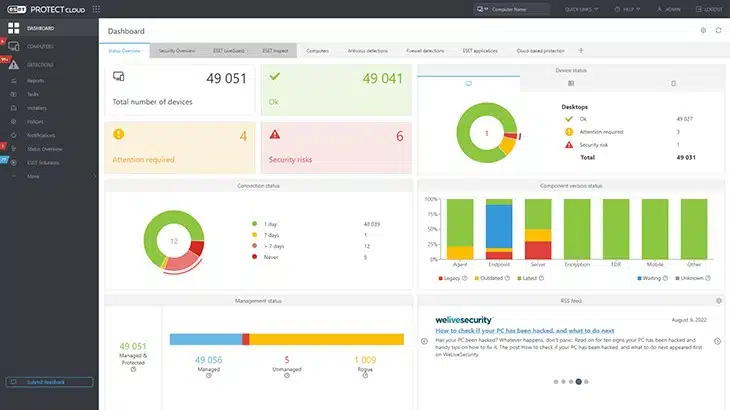 eset PROTECT CLOUD
Computer Name
QUICK LINKS
HELP
ADMIN
LOGOUT
DASHBOARD
COMPUTERS
DETECTIONS
Reports
Tasks
Installers
Policies
Notifications
Status Overview
ESET Solutions
More
Submit Feedback
Dashboard
Status Overview
Security Overview
ESET LiveGuard
ESET Inspect
Computers
Antivirus detections
Firewall detections
ESET applications
Cloud-based protection
49 051
Total number of devices
49 041
Ok
4
Attention required
6
Security risks
Device status
1
Desktops
Ok 49 027
Attention required 3
Security risk 1
Total 49 031
Connection status
12
1 day
7 days 1
> 7 days 12
Never 5
Component version status
100%
75%
50%
25%
0%
Agent Endpoint Server Encryption EDR Mobile Other
Legacy Outdated Latest Waiting Unknown
Management status
49 051
Managed &
Protected
49 056
Managed
5
Unmanaged
1 009
Rogue
RSS feed
welivesecurity
August 6, 2022
How to check if your PC has been hacked, and what to do next
Has your PC been hacked? Whatever happens, don't panic. Read on for ten signs your PC has been hacked and
handy tips on how to fix it. The post How to check if your PC has been hacked, and what to do next appeared first
on WeLiveSecurity